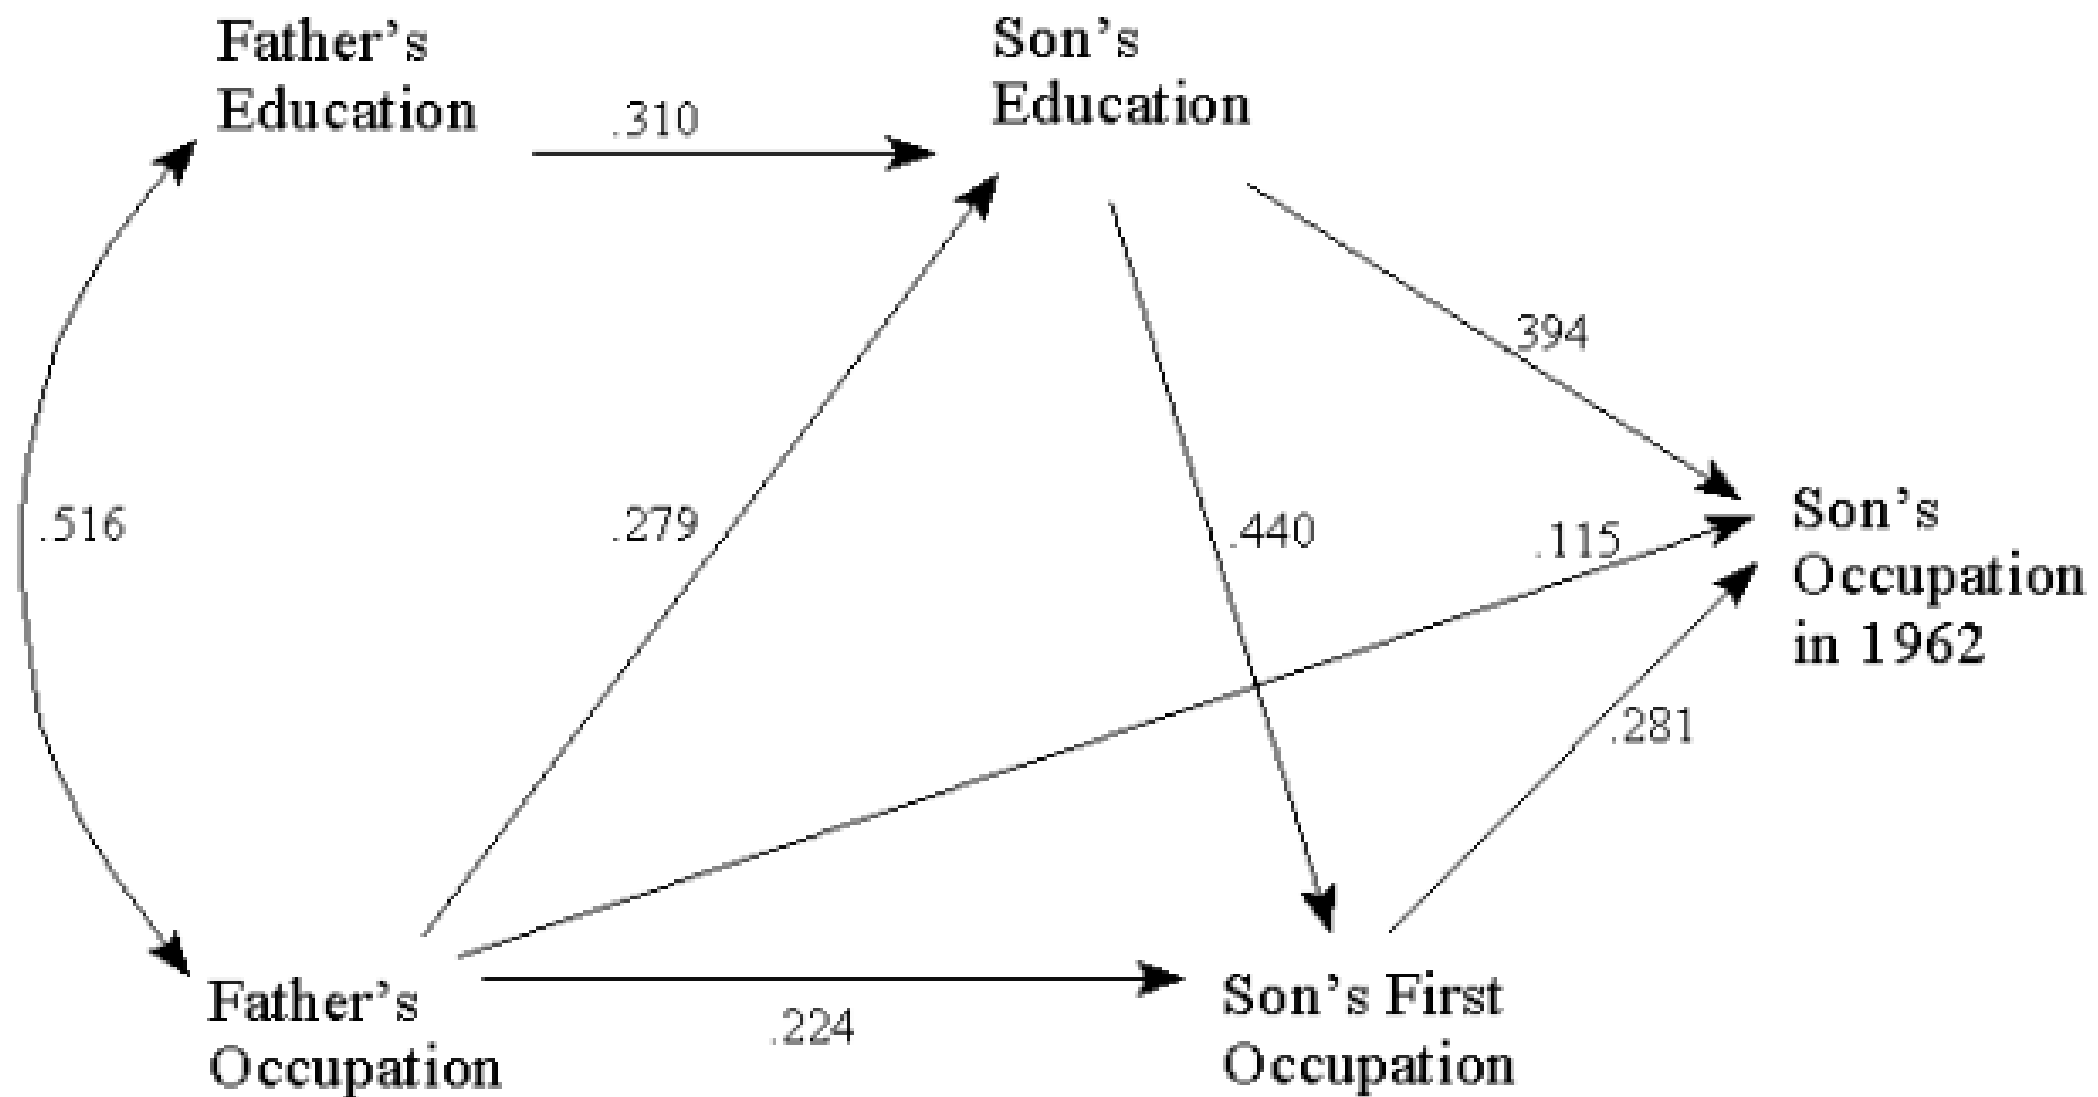 Father's
Education
Son's
Education
.310
.394
.516
.279
.440
.115
Son's
Occupation
in 1962
.281
Father's
Occupation
.224
Son's First
Occupation